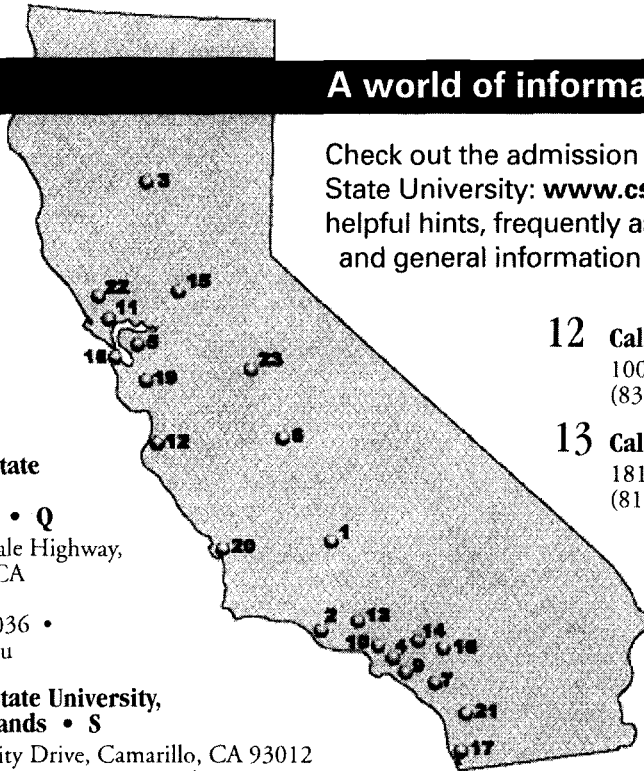 A world of informa
Check out the admission
State University: www.cs
helpful hints, frequently a
and general information
3
22
15
11
5
18
19
23
12
6
20
1
2
13
14
4
16
9
7
21
17
12 Cal
100
(83
13 Cal
181
(81
tate
• Q
ale Highway,
CA
036 •
u
tate University,
ands • S
ity Drive, Camarillo, CA 93012